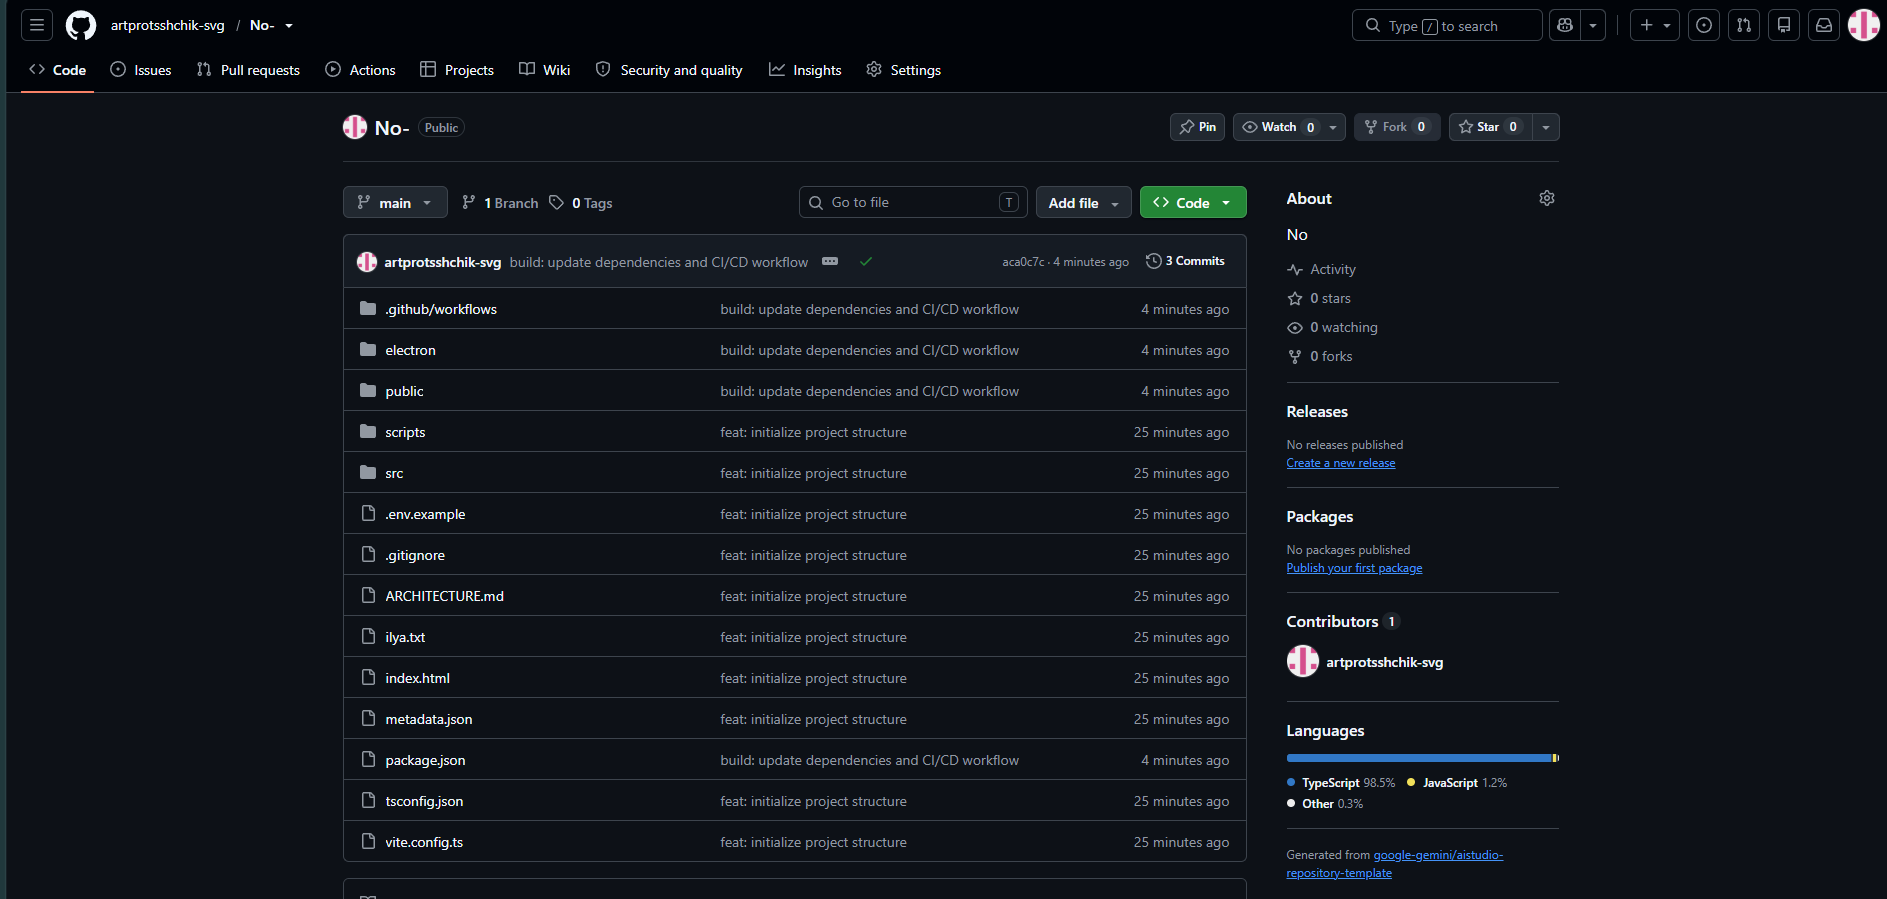 artprotsshchik-svg / No-
Type / to search
Code Issues Pull requests Actions Projects Wiki Security and quality Insights Settings
No- Public
Pin Watch 0 Fork 0 Star 0
main 1 Branch 0 Tags Go to file T Add file Code
artprotsshchik-svg build: update dependencies and CI/CD workflow aca0c7c · 4 minutes ago 3 Commits
.github/workflows build: update dependencies and CI/CD workflow 4 minutes ago
electron build: update dependencies and CI/CD workflow 4 minutes ago
public build: update dependencies and CI/CD workflow 4 minutes ago
scripts feat: initialize project structure 25 minutes ago
src feat: initialize project structure 25 minutes ago
.env.example feat: initialize project structure 25 minutes ago
.gitignore feat: initialize project structure 25 minutes ago
ARCHITECTURE.md feat: initialize project structure 25 minutes ago
ilya.txt feat: initialize project structure 25 minutes ago
index.html feat: initialize project structure 25 minutes ago
metadata.json feat: initialize project structure 25 minutes ago
package.json build: update dependencies and CI/CD workflow 4 minutes ago
tsconfig.json feat: initialize project structure 25 minutes ago
vite.config.ts feat: initialize project structure 25 minutes ago
About
No
Activity
0 stars
0 watching
0 forks
Releases
No releases published
Create a new release
Packages
No packages published
Publish your first package
Contributors 1
artprotsshchik-svg
Languages
TypeScript 98.5% JavaScript 1.2%
Other 0.3%
Generated from google-gemini/aistudio-
repository-template